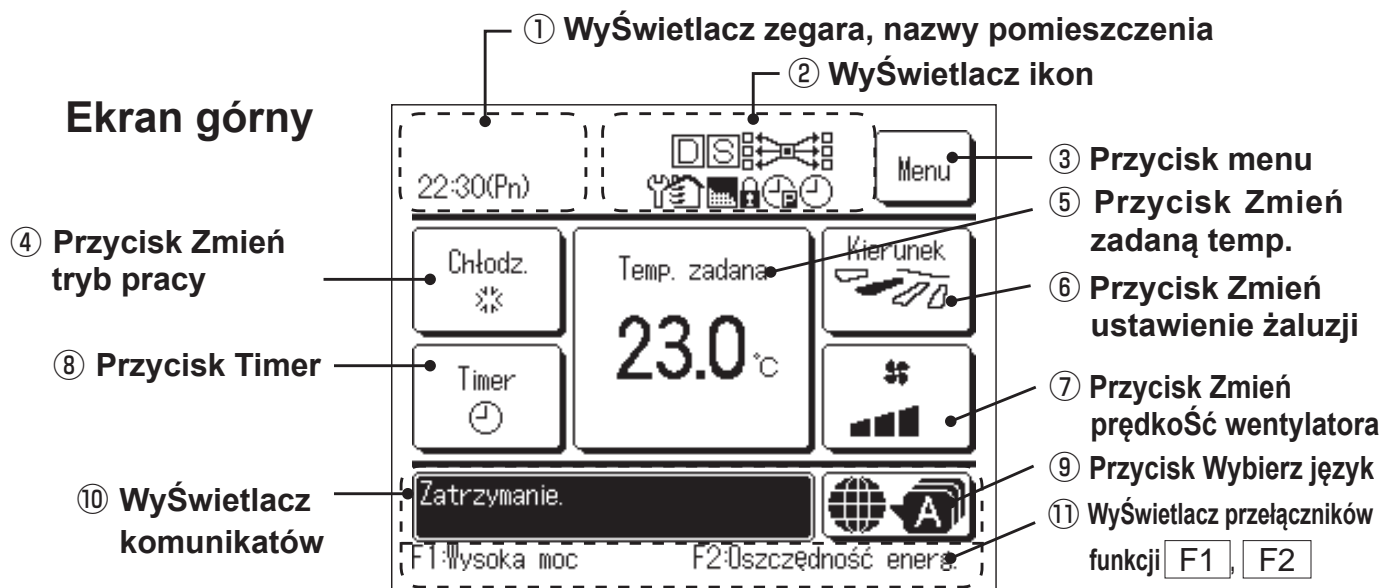 ① WyŚwietlacz zegara, nazwy pomieszczenia
② WyŚwietlacz ikon
Ekran górny
D S
Menu
22:30(Pn)
P
③ Przycisk menu
⑤ Przycisk Zmień
zadaną temp.
④ Przycisk Zmień
tryb pracy
Chłodz.
Temp. zadana
Kierunek
⑥ Przycisk Zmień
ustawienie żaluzji
23.0 °C
⑧ Przycisk Timer
Timer
⑦ Przycisk Zmień
prędkoŚć wentylatora
⑨ Przycisk Wybierz język
⑩ WyŚwietlacz
komunikatów
Zatrzymanie.
A
⑪ WyŚwietlacz przełączników
funkcji F1, F2
F1:Wysoka moc F2:Oszczędność energ.